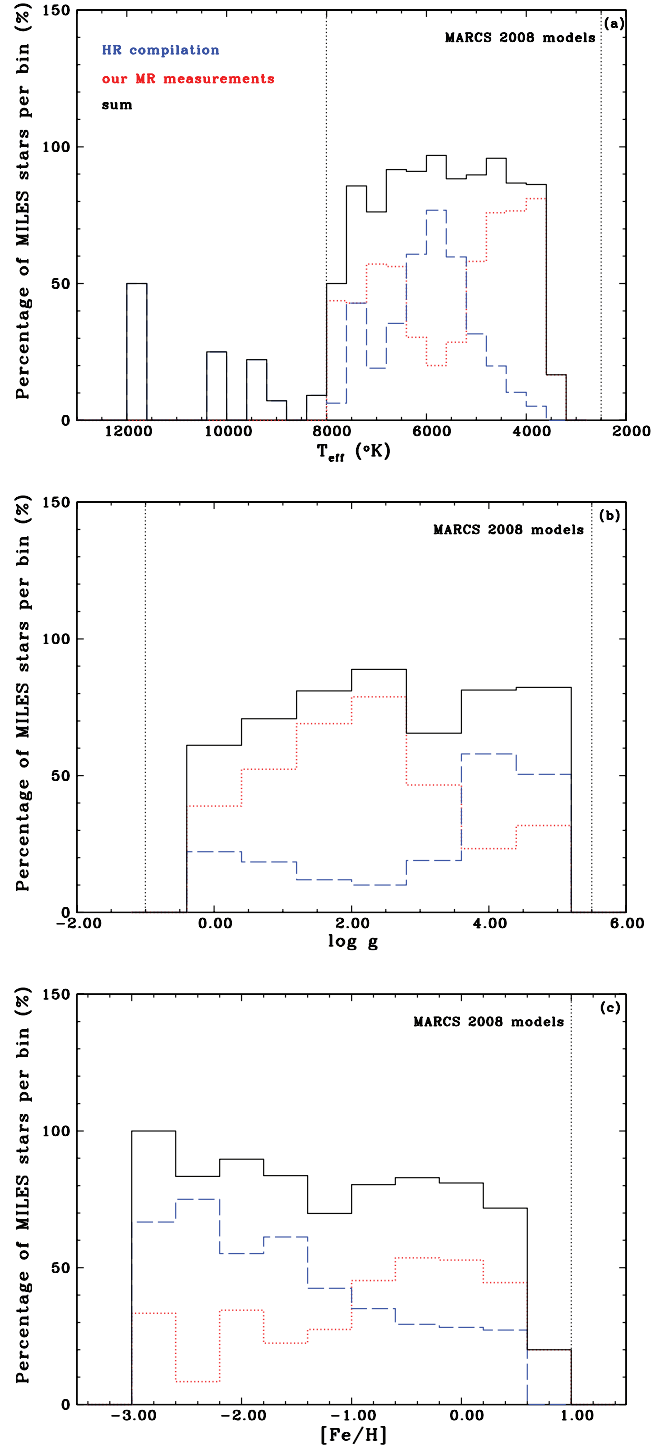 150
(a)
MARCS 2008 models
HR compilation
our MR measurements
sum
100
50
0
Percentage of MILES stars per bin (%)
12000 10000 8000 6000 4000 2000
Teff (°K)
150
(b)
MARCS 2008 models
100
50
0
Percentage of MILES stars per bin (%)
-2.00 0.00 2.00 4.00 6.00
log g
150
(c)
MARCS 2008 models
100
50
0
Percentage of MILES stars per bin (%)
-3.00 -2.00 -1.00 0.00 1.00
[Fe/H]